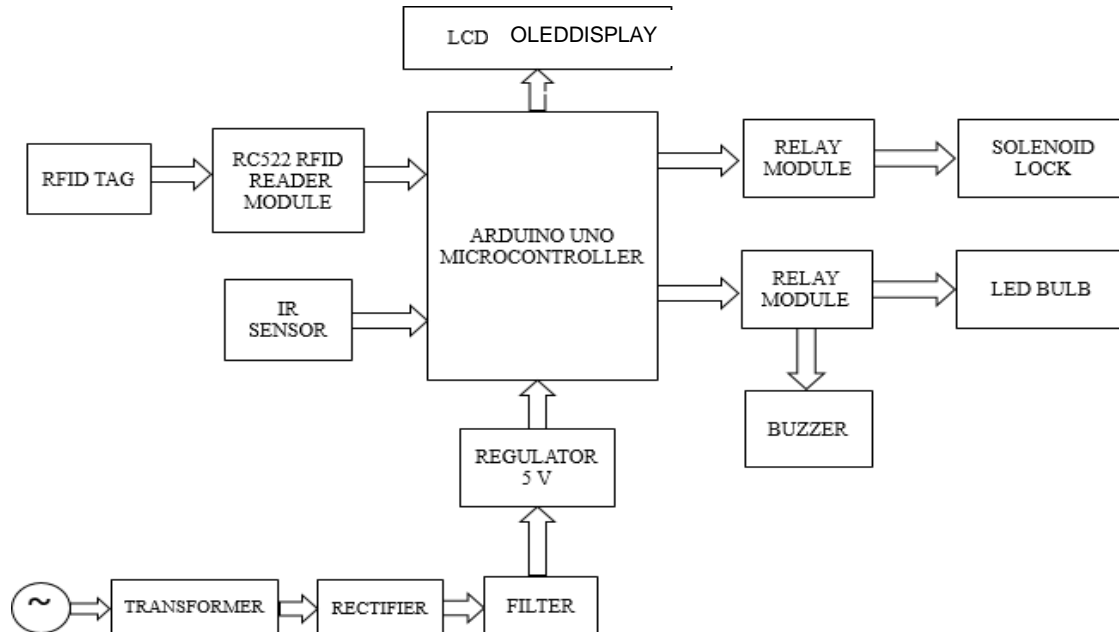 LCD OLEDDISPLAY
RFID TAG
RC522 RFID
READER
MODULE
ARDUINO UNO
MICROCONTROLLER
RELAY
MODULE
SOLENOID
LOCK
IR
SENSOR
RELAY
MODULE
LED BULB
BUZZER
REGULATOR
5 V
~
TRANSFORMER
RECTIFIER
FILTER